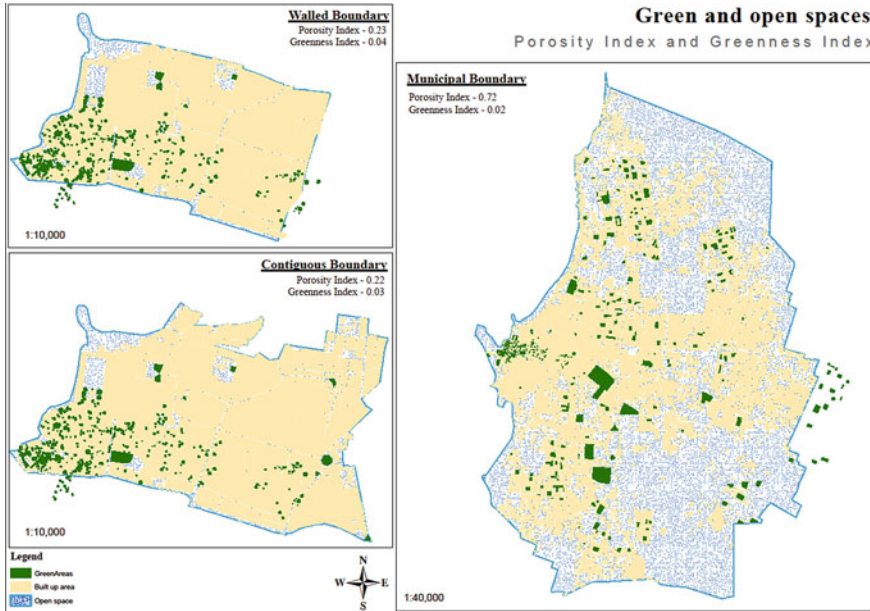 Green and open spaces
Porosity Index and Greenness Index
Walled Boundary
Porosity Index - 0.23
Greenness Index - 0.04
1:10,000
Contiguous Boundary
Porosity Index - 0.22
Greenness Index - 0.03
1:10,000
Municipal Boundary
Porosity Index - 0.72
Greenness Index - 0.02
1:40,000
Legend
GreenAreas
Built up area
Open space
N
W E
S